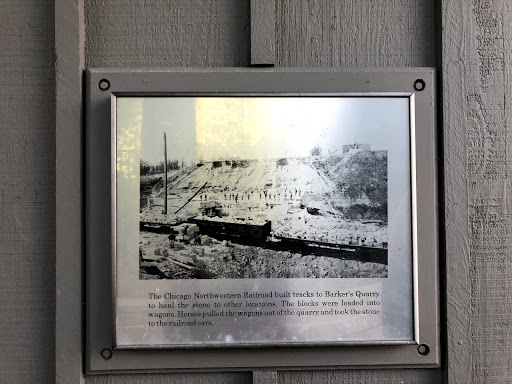 The Chicago Northwestern Railroad built tracks to Barker's Quarry
to haul the stone to other locations. The blocks were loaded into
wagons. Horses pulled the wagons out of the quarry and took the stone
to the railroad cars.